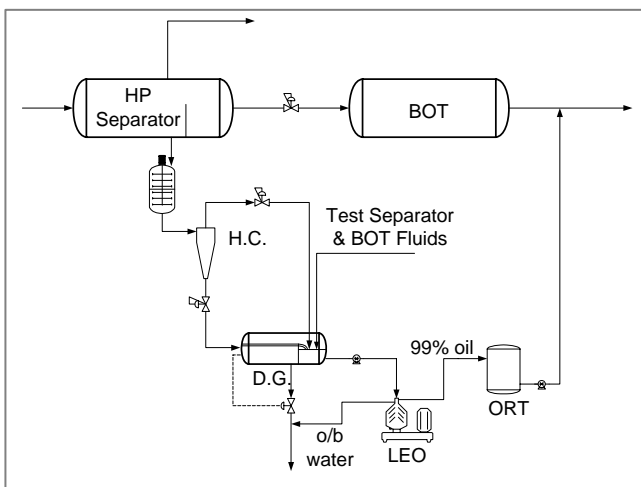 HP
Separator
BOT
H.C.
Test Separator
& BOT Fluids
99% oil
D.G.
ORT
o/b
water
LEO